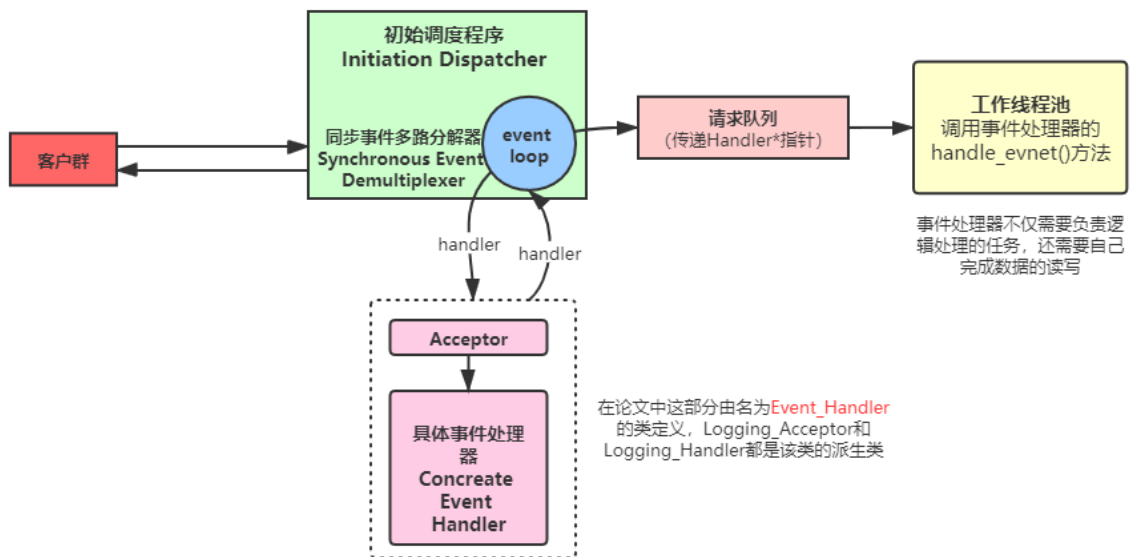 初始调度程序
Initiation Dispatcher
客户群
同步事件多路分解器
Synchronous Event
Demultiplexer
event
loop
请求队列
（传递Handler*指针）
工作线程池
调用事件处理器的
handle_evnet()方法
事件处理器不仅需要负责逻
辑处理的任务，还需要自己
完成数据的读写
handler
handler
Acceptor
具体事件处理
器
Concreate
Event
Handler
在论文中这部分由名为Event_Handler
的类定义，Logging_Acceptor和
Logging_Handler都是该类的派生类